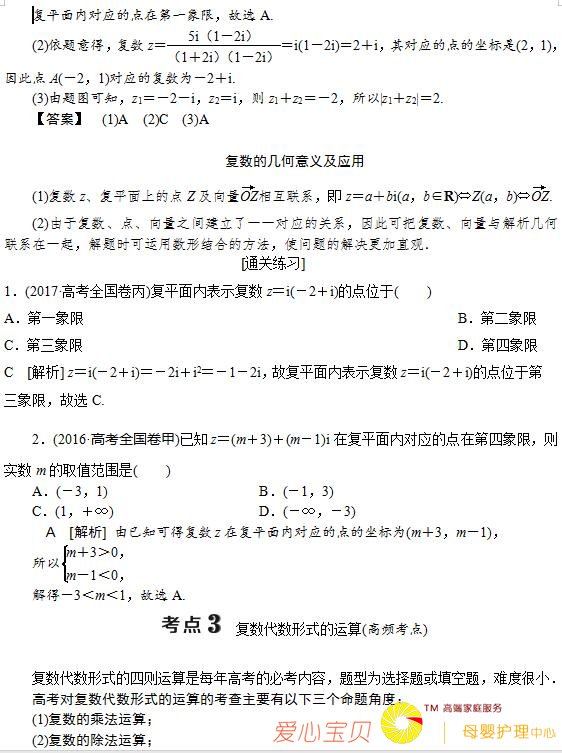 复平面内对应的点在第一象限，故选 A.
(2)依题意得，复数 z＝5i（1－2i）/（1＋2i）（1－2i）＝i(1－2i)＝2＋i，其对应的点的坐标是(2，1)，
因此点 A(－2，1)对应的复数为－2＋i.
(3)由题图可知，z₁＝－2－i，z₂＝i，则 z₁＋z₂＝－2，所以|z₁＋z₂|＝2.
【答案】 (1)A (2)C (3)A
复数的几何意义及应用
(1)复数 z、复平面上的点 Z 及向量OZ→相互联系，即 z＝a＋bi(a，b∈R)⇔Z(a，b)⇔OZ→.
(2)由于复数、点、向量之间建立了一一对应的关系，因此可把复数、向量与解析几何
联系在一起，解题时可运用数形结合的方法，使问题的解决更加直观．
[通关练习]
1．(2017·高考全国卷丙)复平面内表示复数 z＝i(－2＋i)的点位于( )
A．第一象限 B．第二象限
C．第三象限 D．第四象限
C [解析] z＝i(－2＋i)＝－2i＋i²＝－1－2i，故复平面内表示复数 z＝i(－2＋i)的点位于第
三象限，故选 C.
2．(2016·高考全国卷甲)已知 z＝(m＋3)＋(m－1)i 在复平面内对应的点在第四象限，则
实数 m 的取值范围是( )
A．(－3，1) B．(－1，3)
C．(1，＋∞) D．(－∞，－3)
A [解析] 由已知可得复数 z 在复平面内对应的点的坐标为(m＋3，m－1)，
所以{m＋3＞0，
m－1＜0，
解得－3＜m＜1，故选 A.
考点 3 复数代数形式的运算(高频考点)
复数代数形式的四则运算是每年高考的必考内容，题型为选择题或填空题，难度很小．
高考对复数代数形式的运算的考查主要有以下三个命题角度：
(1)复数的乘法运算；
(2)复数的除法运算；
爱心宝贝
TM 高端家庭服务
母婴护理中心